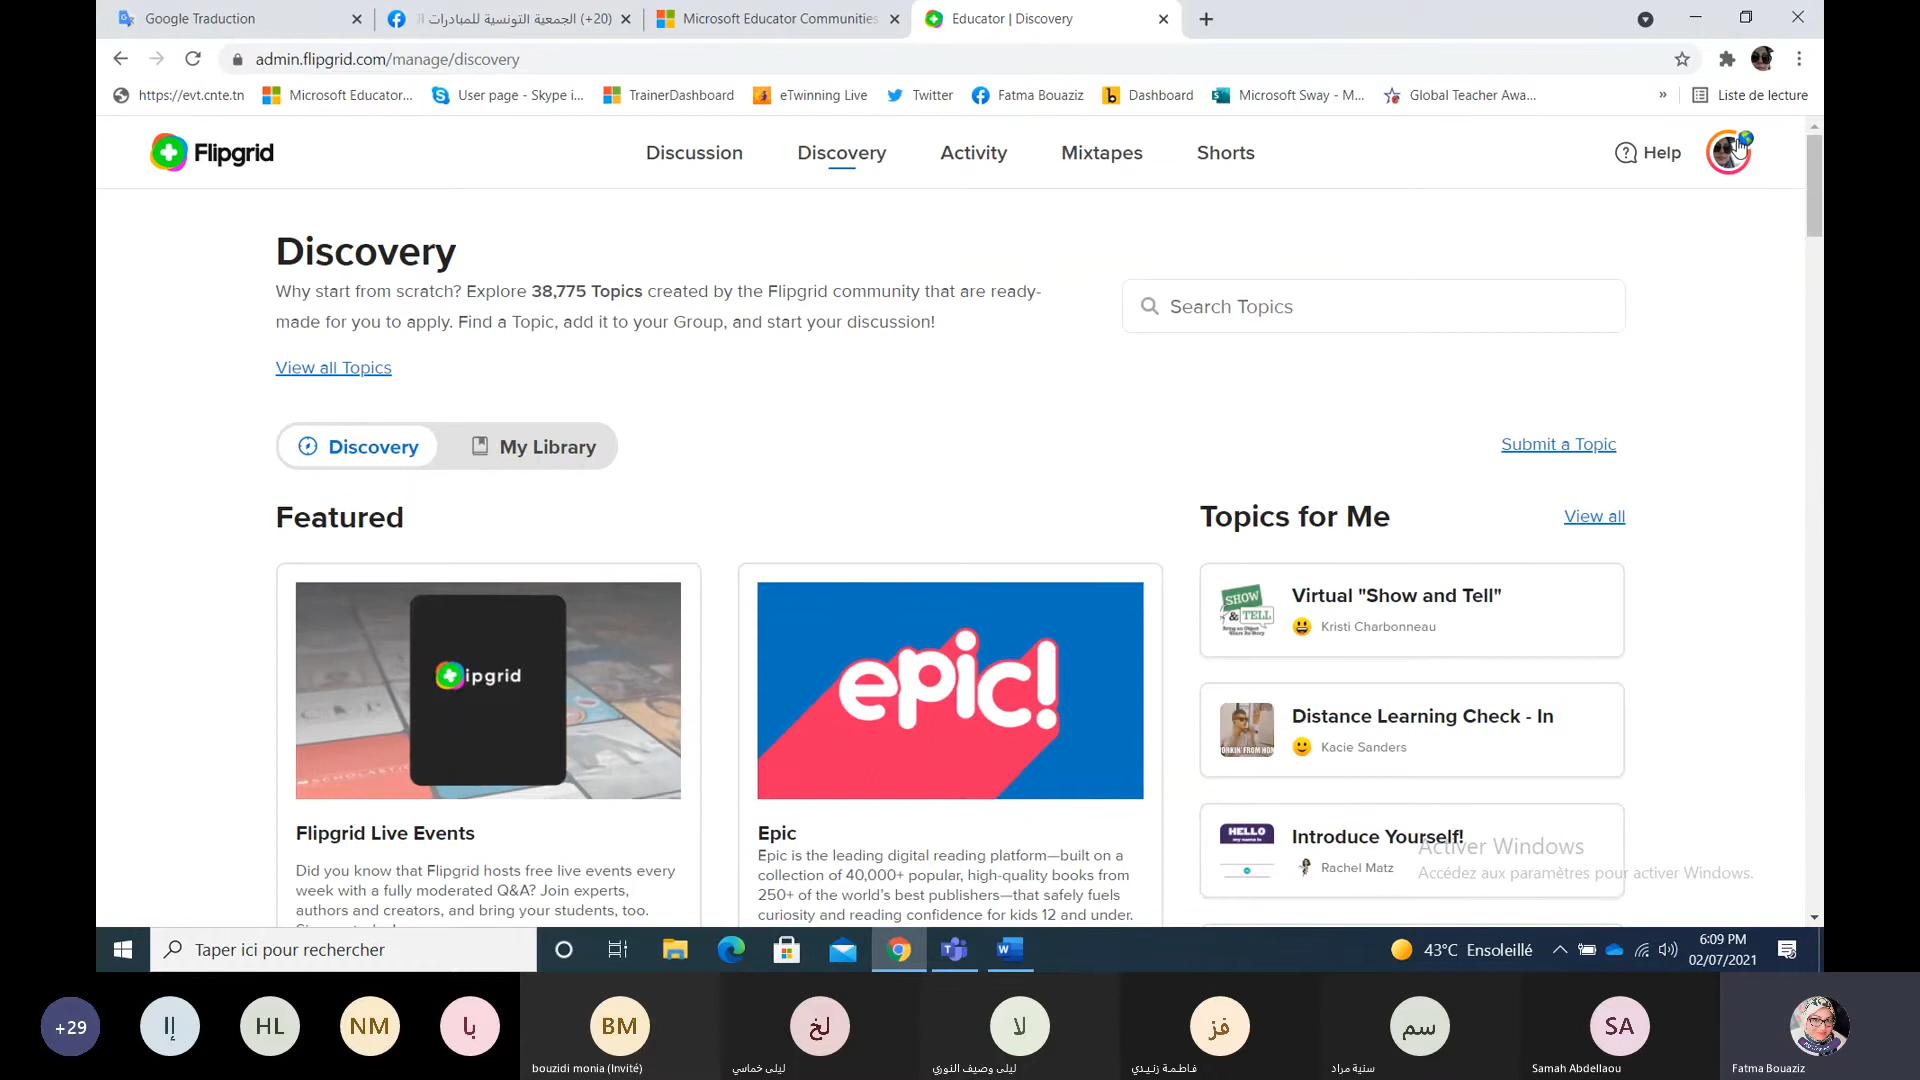 Google Traduction
(20+) الجمعية التونسية للمبادرات ال
Microsoft Educator Communities
Educator | Discovery
admin.flipgrid.com/manage/discovery
https://evt.cnte.tn
Microsoft Educator...
User page - Skype i...
TrainerDashboard
eTwinning Live
Twitter
Fatma Bouaziz
Dashboard
Microsoft Sway - M...
Global Teacher Awa...
»
Liste de lecture
Flipgrid
Discussion
Discovery
Activity
Mixtapes
Shorts
Help
Discovery
Why start from scratch? Explore 38,775 Topics created by the Flipgrid community that are ready-
made for you to apply. Find a Topic, add it to your Group, and start your discussion!
Search Topics
View all Topics
Discovery
My Library
Submit a Topic
Featured
Topics for Me
View all
ipgrid
epic!
SHOW
& TELL
Virtual "Show and Tell"
Kristi Charbonneau
Distance Learning Check - In
Kacie Sanders
Flipgrid Live Events
Did you know that Flipgrid hosts free live events every
week with a fully moderated Q&A? Join experts,
authors and creators, and bring your students, too.
Epic
Epic is the leading digital reading platform—built on a
collection of 40,000+ popular, high-quality books from
250+ of the world's best publishers—that safely fuels
curiosity and reading confidence for kids 12 and under.
HELLO
Introduce Yourself!
Rachel Matz
Activer Windows
Accédez aux paramètres pour activer Windows.
Taper ici pour rechercher
43°C Ensoleillé
6:09 PM
02/07/2021
+29
إا
HL
NM
با
BM
bouzidi monia (Invité)
لخ
ليلى خماسي
لا
ليلى وصيف النوري
فز
فاطمة زنيدي
سم
سنية مراد
SA
Samah Abdellaou
Fatma Bouaziz